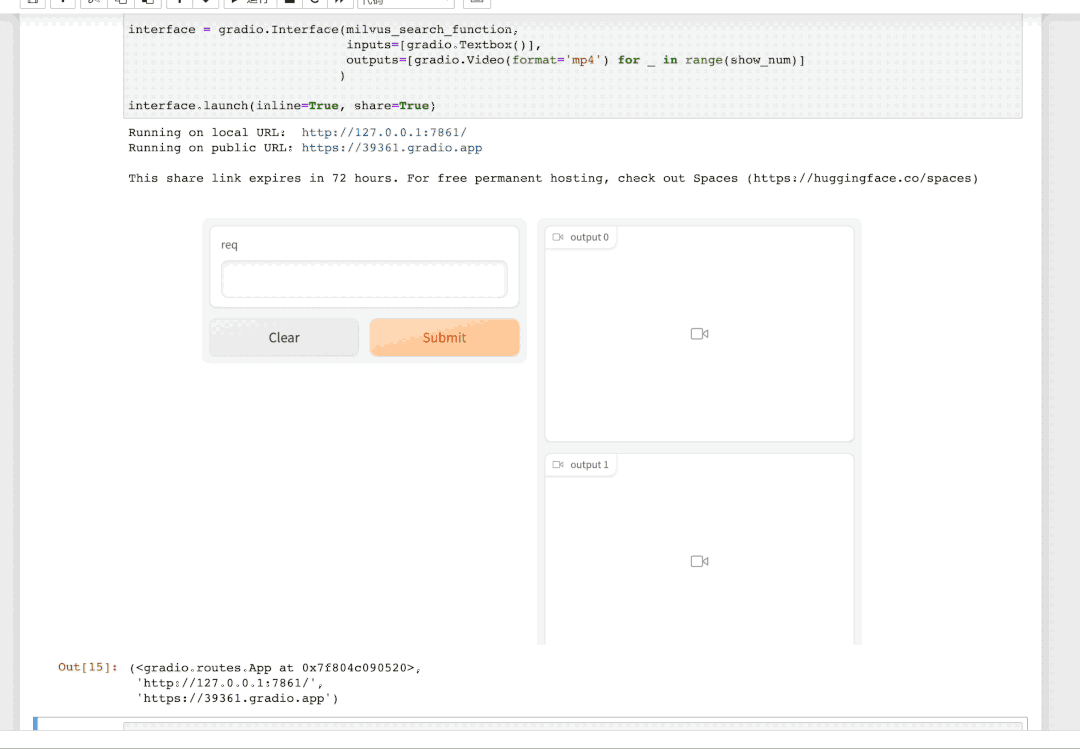 运行
代码
interface = gradio.Interface(milvus_search_function,
inputs=[gradio.Textbox()],
outputs=[gradio.Video(format='mp4') for _ in range(show_num)]
)
interface.launch(inline=True, share=True)
Running on local URL:  http://127.0.0.1:7861/
Running on public URL: https://39361.gradio.app
This share link expires in 72 hours. For free permanent hosting, check out Spaces (https://huggingface.co/spaces)
req
output 0
Clear
Submit
output 1
Out[15]: (<gradio.routes.App at 0x7f804c090520>,
'http://127.0.0.1:7861/',
'https://39361.gradio.app')